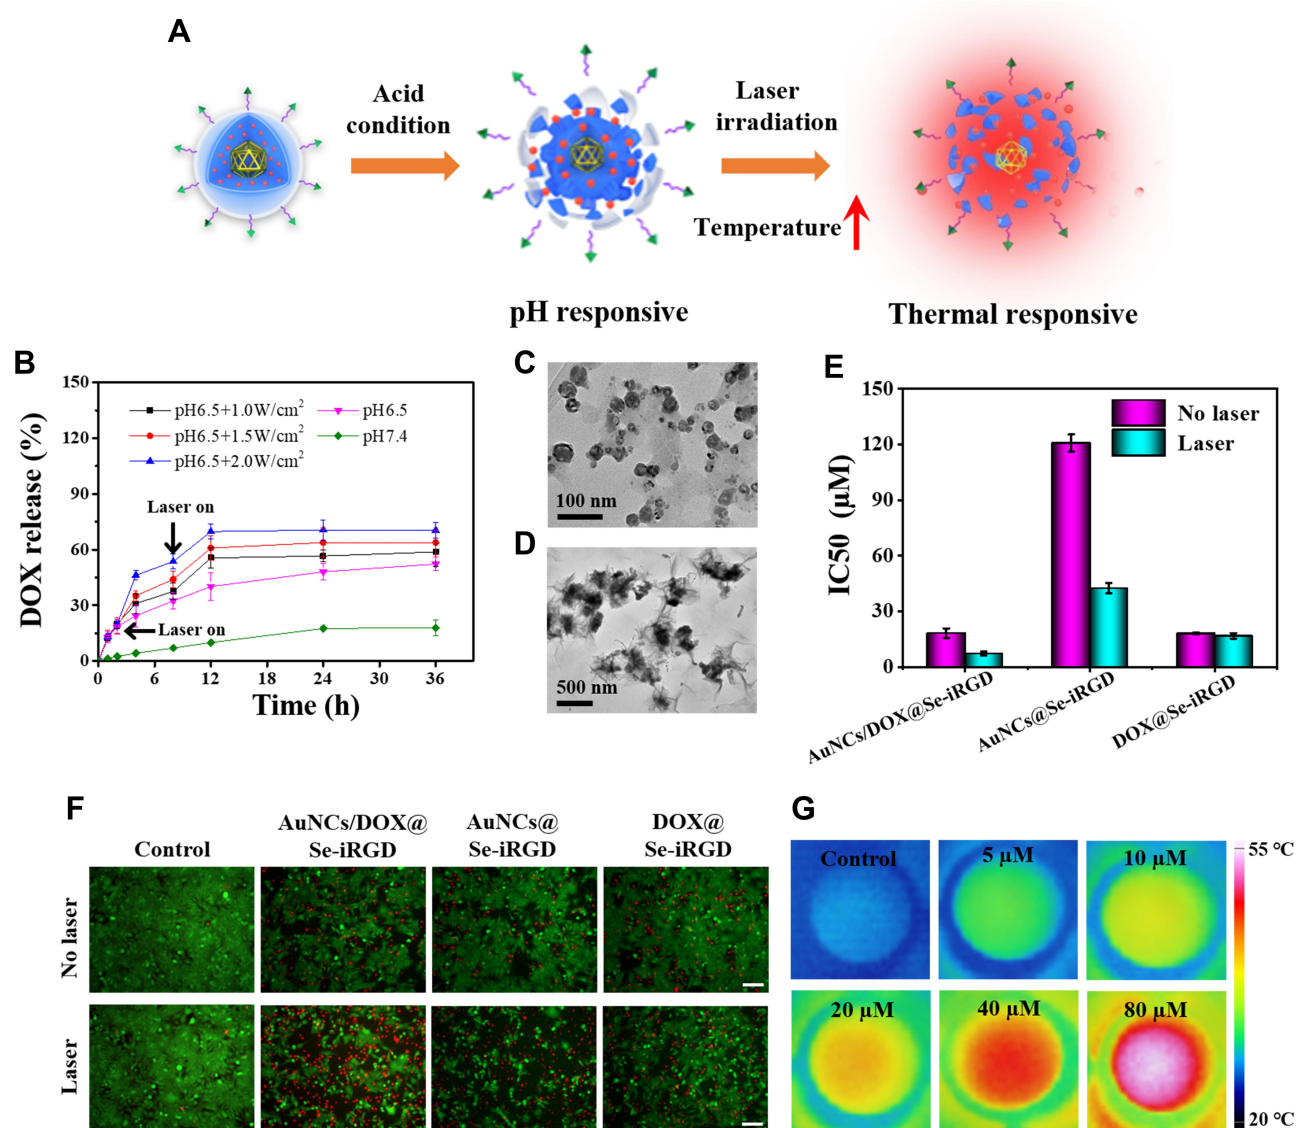 A
Acid
condition
Laser
irradiation
Temperature
pH responsive
Thermal responsive
B
DOX release (%)
150
120
90
60
30
0
pH6.5+1.0W/cm²
pH6.5+1.5W/cm²
pH6.5+2.0W/cm²
pH6.5
pH7.4
Laser on
Laser on
0
6
12
18
24
30
36
Time (h)
C
100 nm
D
500 nm
E
IC50 (μM)
150
120
90
60
30
0
No laser
Laser
AuNCs/DOX@Se-iRGD
AuNCs@Se-iRGD
DOX@Se-iRGD
F
Control
AuNCs/DOX@
Se-iRGD
AuNCs@
Se-iRGD
DOX@
Se-iRGD
No laser
Laser
G
Control
5 μM
10 μM
20 μM
40 μM
80 μM
55 °C
20 °C